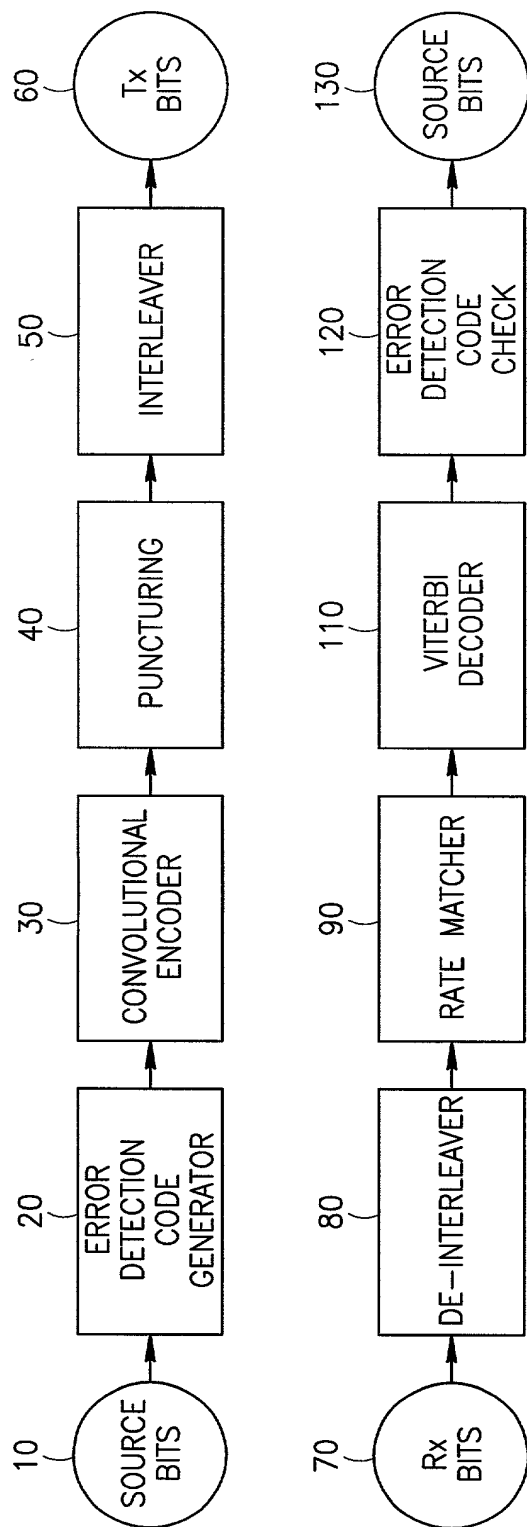 10
SOURCE
BITS
20
ERROR
DETECTION
CODE
GENERATOR
30
CONVOLUTIONAL
ENCODER
40
PUNCTURING
50
INTERLEAVER
60
Tx
BITS
70
Rx
BITS
80
DE-INTERLEAVER
90
RATE MATCHER
110
VITERBI
DECODER
120
ERROR
DETECTION
CODE
CHECK
130
SOURCE
BITS